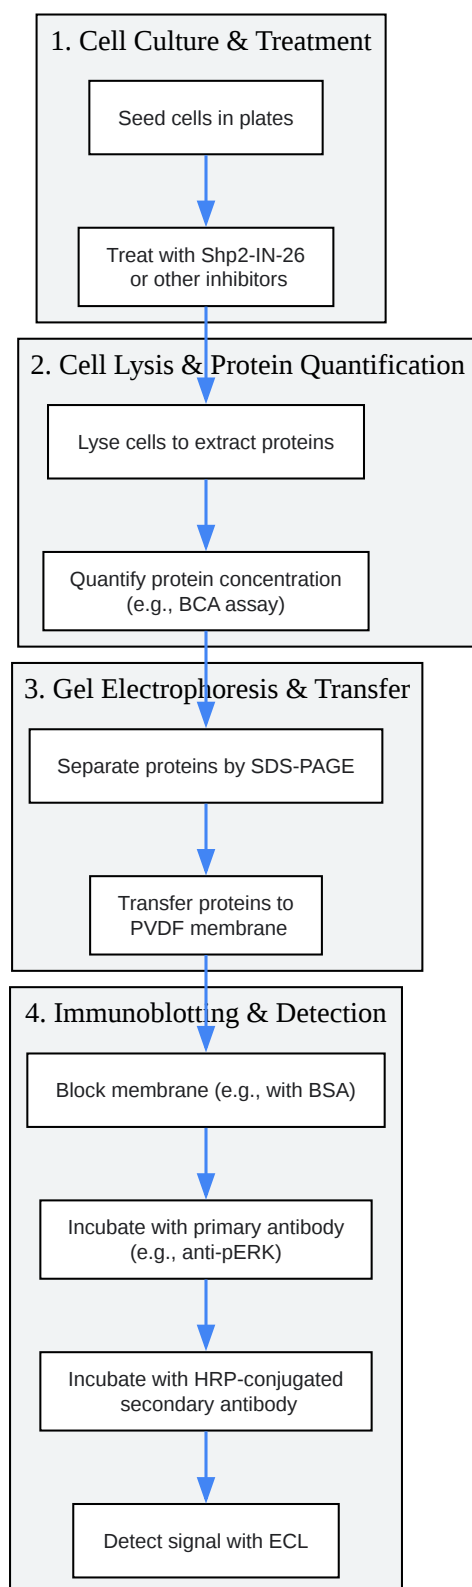 1. Cell Culture & Treatment
Seed cells in plates
Treat with Shp2-IN-26
or other inhibitors
2. Cell Lysis & Protein Quantification
Lyse cells to extract proteins
Quantify protein concentration
(e.g., BCA assay)
3. Gel Electrophoresis & Transfer
Separate proteins by SDS-PAGE
Transfer proteins to
PVDF membrane
4. Immunoblotting & Detection
Block membrane (e.g., with BSA)
Incubate with primary antibody
(e.g., anti-pERK)
Incubate with HRP-conjugated
secondary antibody
Detect signal with ECL